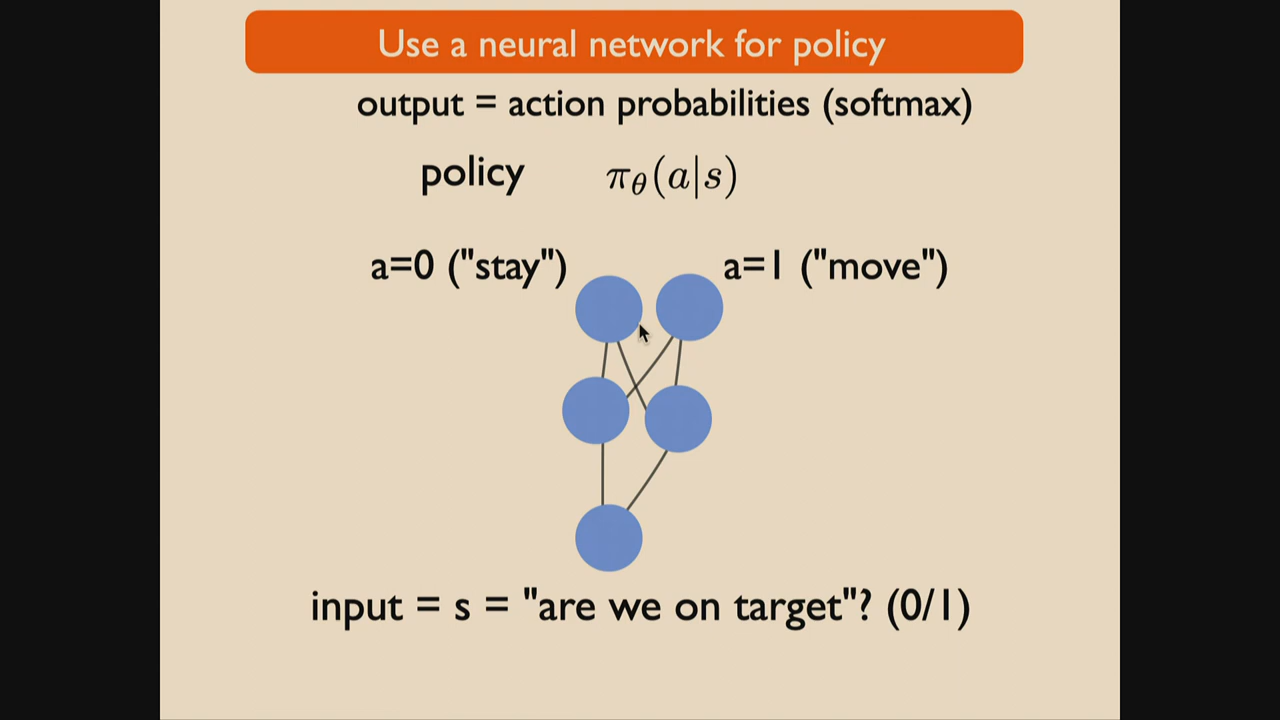 Use a neural network for policy
output = action probabilities (softmax)
policy π_θ(a|s)
a=0 ("stay") a=1 ("move")
input = s = "are we on target"? (0/1)